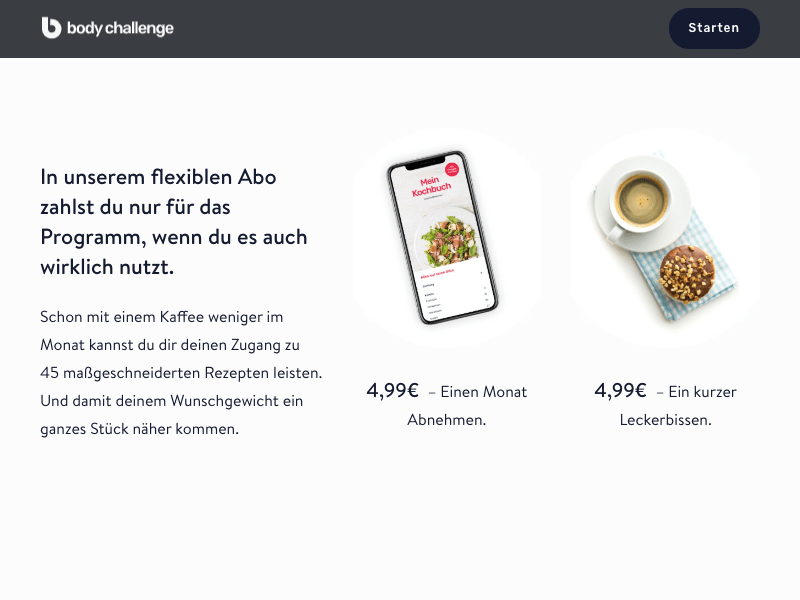 body challenge
Starten
In unserem flexiblen Abo
zahlst du nur für das
Programm, wenn du es auch
wirklich nutzt.
Schon mit einem Kaffee weniger im
Monat kannst du dir deinen Zugang zu
45 maßgeschneiderten Rezepten leisten.
Und damit deinem Wunschgewicht ein
ganzes Stück näher kommen.
Mein
Kochbuch
4,99€ – Einen Monat
Abnehmen.
4,99€ – Ein kurzer
Leckerbissen.